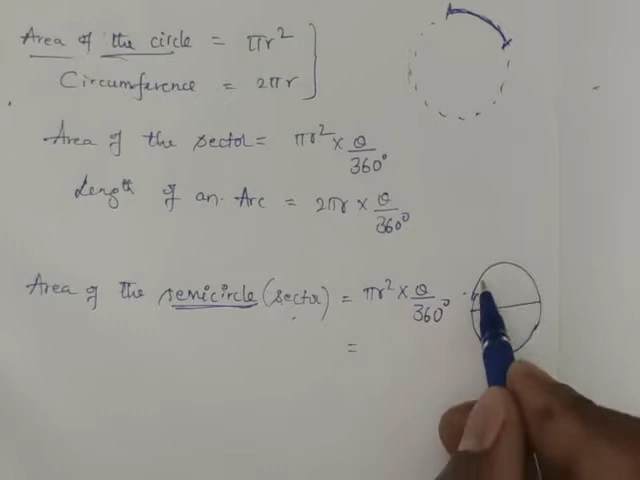 Area of the circle = πr²
Circumference = 2πr
Area of the sector = πr² × θ/360°
Length of an Arc = 2πr × θ/360°
Area of the semicircle (sector) = πr² × θ/360°
=